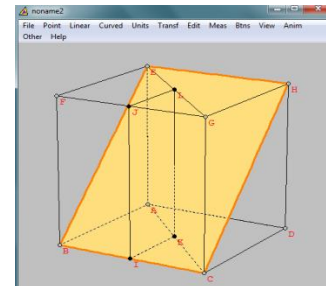 noname2
File Point Linear Curved Units Transf Edit Meas Btns View Anim
Other Help
E
L
H
F
J
G
A
D
B
K
I
C